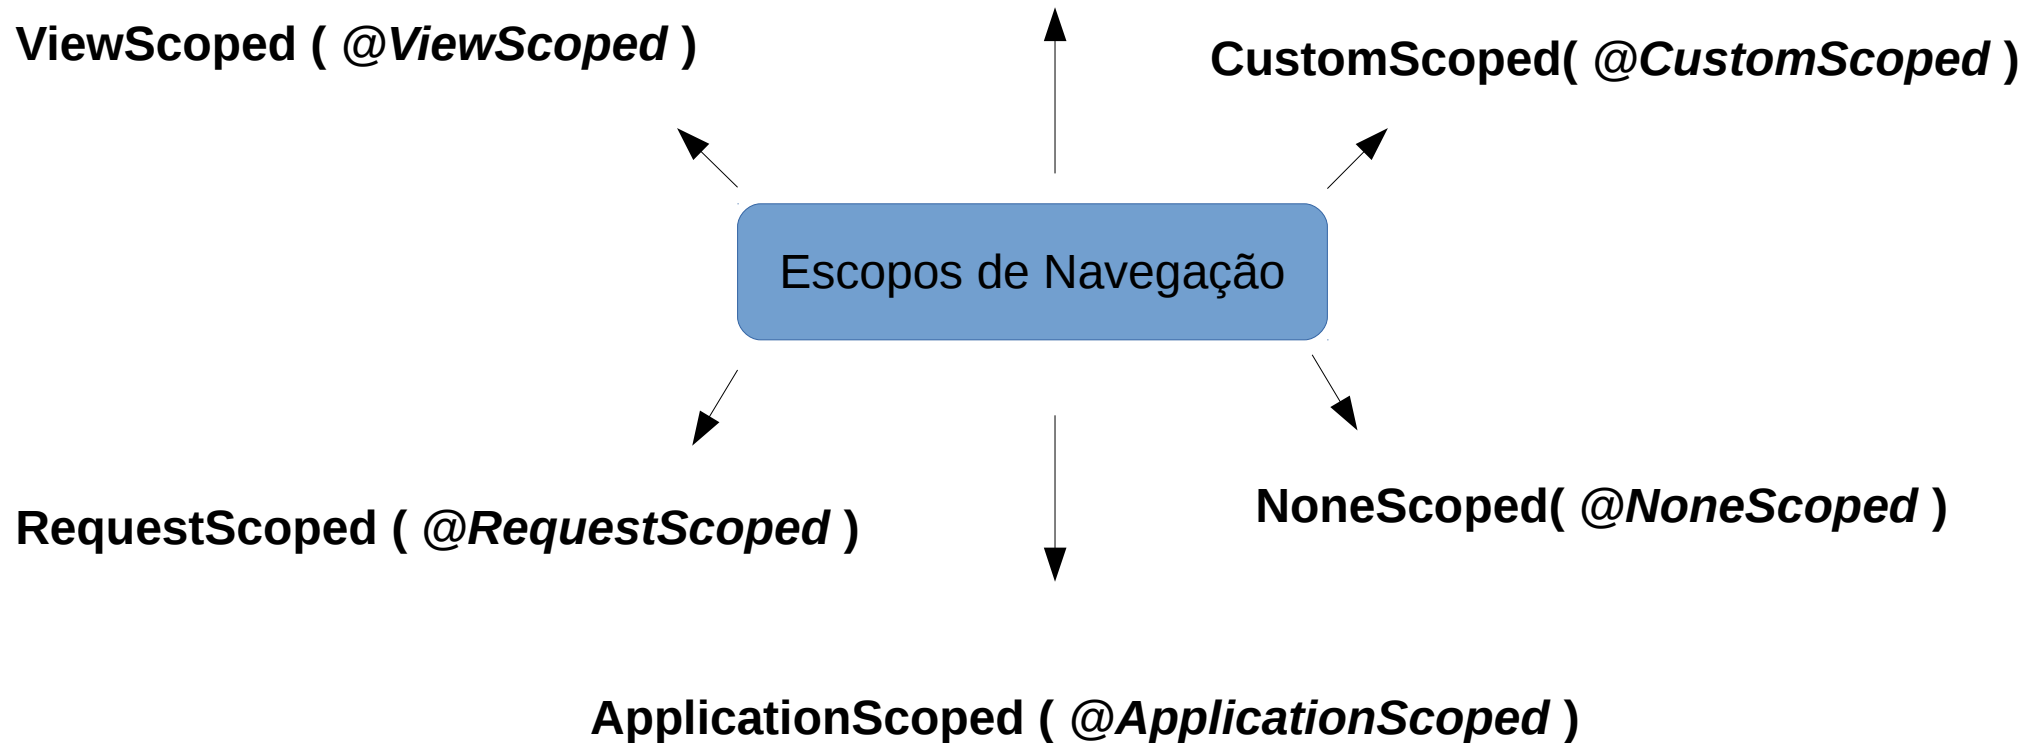 ViewScoped ( @ViewScoped )
CustomScoped( @CustomScoped )
Escopos de Navegação
RequestScoped ( @RequestScoped )
NoneScoped( @NoneScoped )
ApplicationScoped ( @ApplicationScoped )